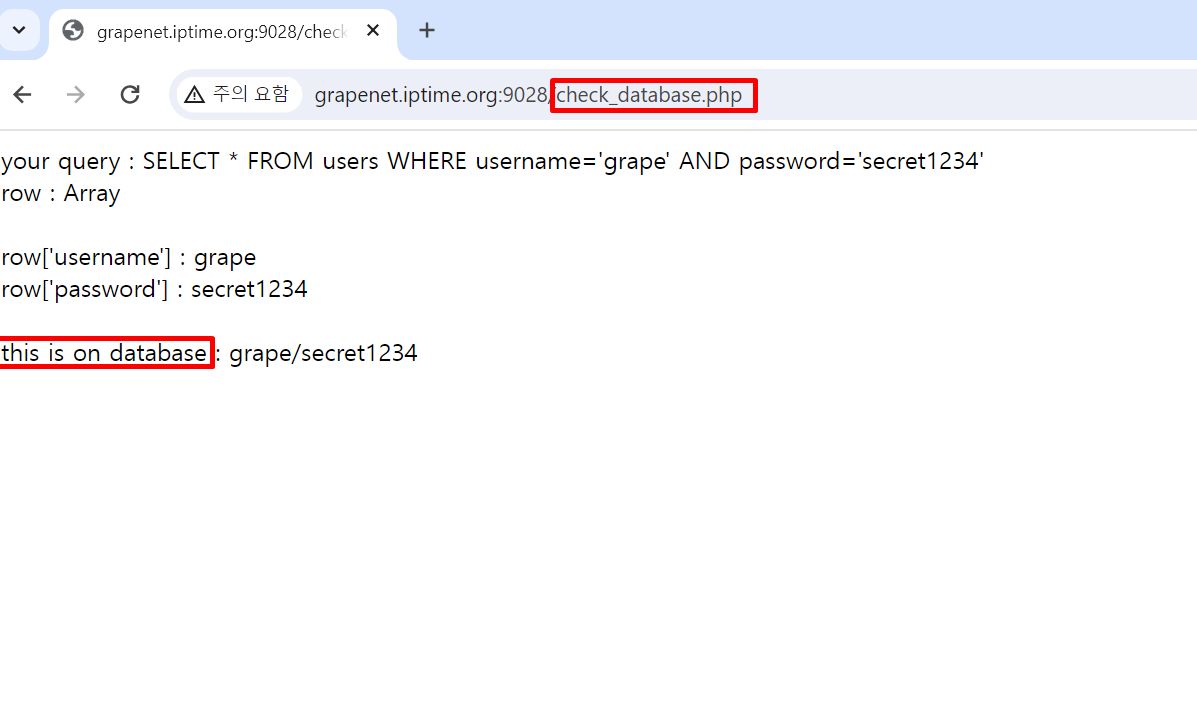 grapenet.iptime.org:9028/check
주의 요함
grapenet.iptime.org:9028/check_database.php
your query : SELECT * FROM users WHERE username='grape' AND password='secret1234'
row : Array
row['username'] : grape
row['password'] : secret1234
this is on database : grape/secret1234